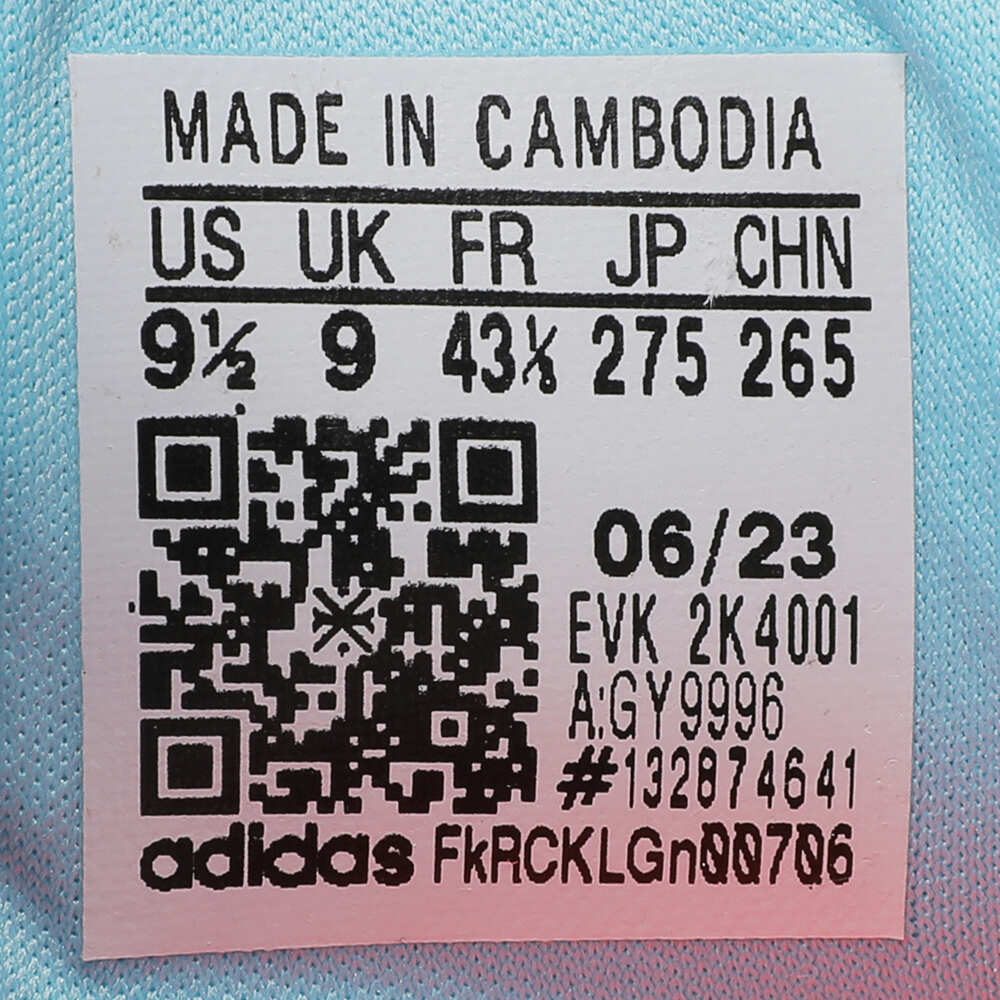 MADE IN CAMBODIA
US UK FR JP CHN
9½ 9 43⅓ 275 265
06/23
EVK 2K4001
A:GY9996
#132874641
adidas FkRCKLGn00706